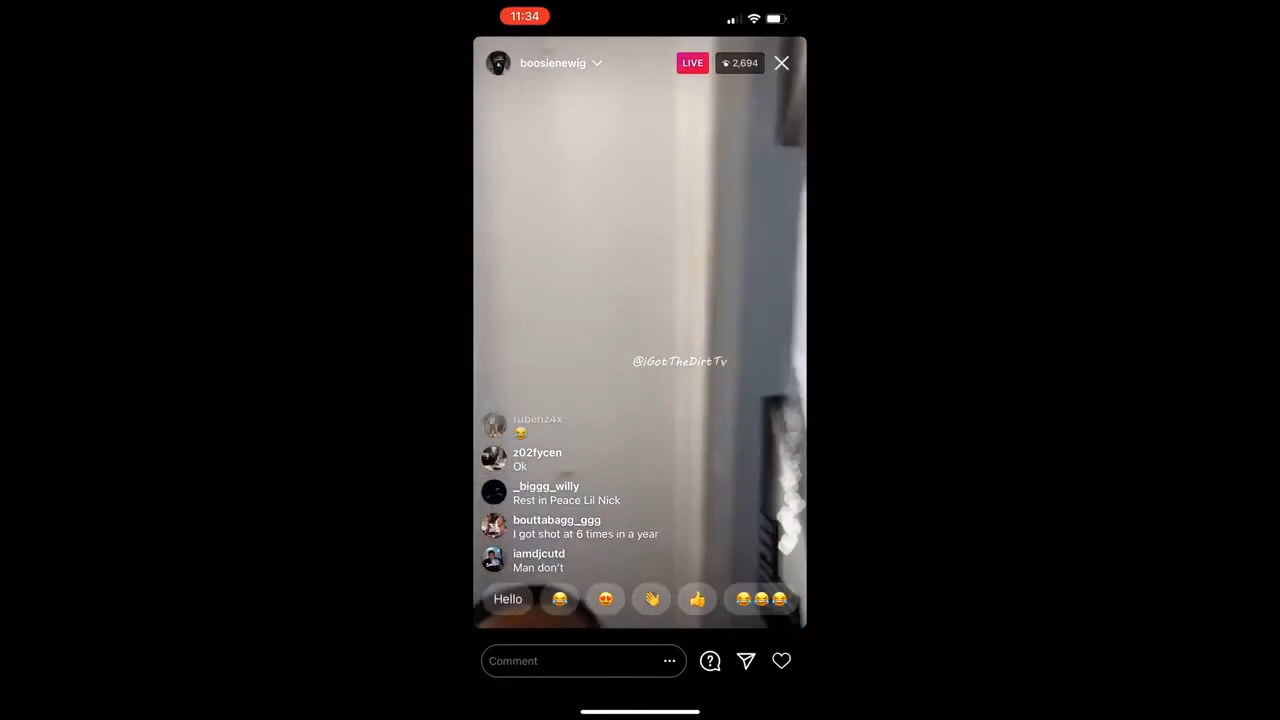 11:34
boosienewig
LIVE
2,694
@iGotTheDirtTv
rubenz4x
😂
z02fycen
Ok
_biggg_willy
Rest in Peace Lil Nick
bouttabagg_ggg
I got shot at 6 times in a year
iamdjcutd
Man don't
Hello 😂 😍 👋 👍 😂😂😂
Comment